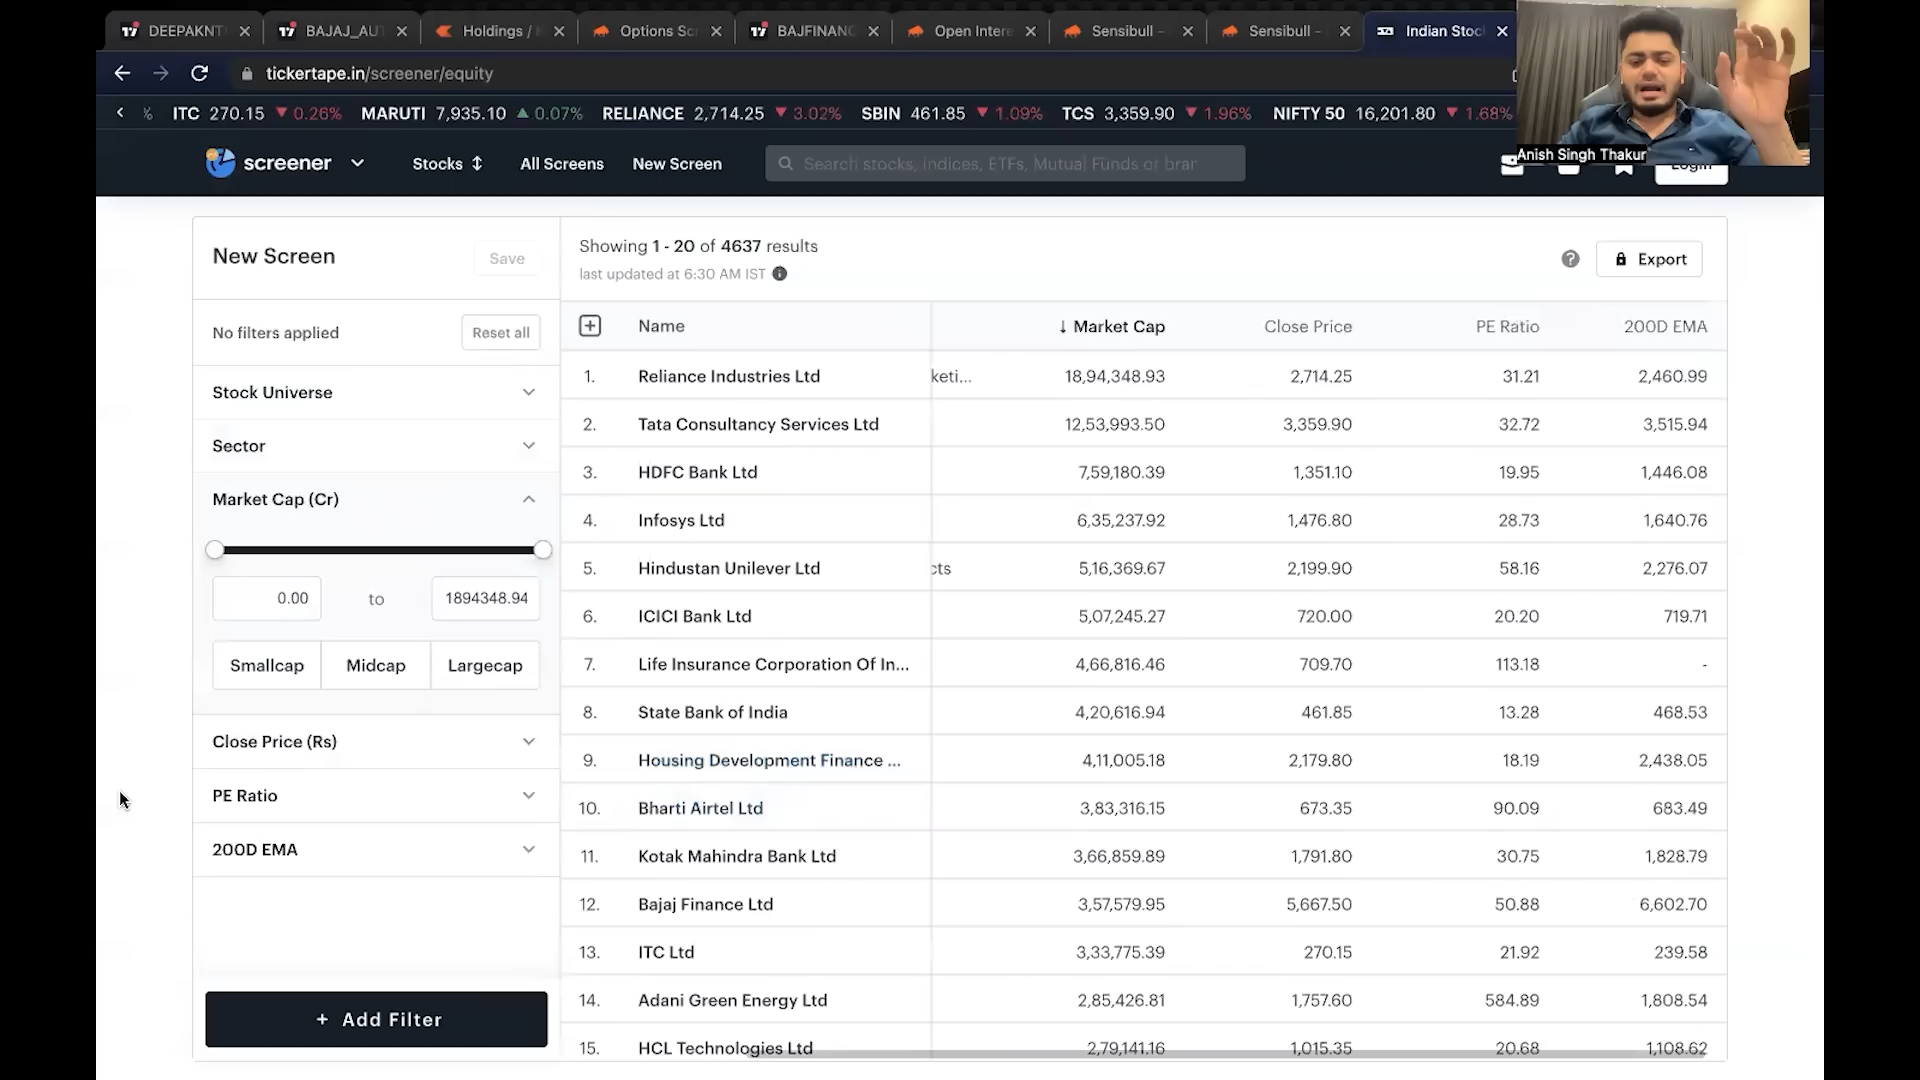 DEEPAKNT
BAJAJ_AUT
Holdings /
Options Sc
BAJFINANC
Open Intere
Sensibull -
Sensibull -
Indian Stoc
tickertape.in/screener/equity
% ITC 270.15 ▼ 0.26% MARUTI 7,935.10 ▲ 0.07% RELIANCE 2,714.25 ▼ 3.02% SBIN 461.85 ▼ 1.09% TCS 3,359.90 ▼ 1.96% NIFTY 50 16,201.80 ▼ 1.68%
Anish Singh Thakur
screener
Stocks
All Screens
New Screen
Search stocks, indices, ETFs, Mutual Funds or brar
Login
New Screen
Save
Showing 1 - 20 of 4637 results
last updated at 6:30 AM IST
Export
No filters applied
Reset all
Stock Universe
Sector
Market Cap (Cr)
0.00 to 1894348.94
Smallcap Midcap Largecap
Close Price (Rs)
PE Ratio
200D EMA
+ Add Filter
Name ↓ Market Cap Close Price PE Ratio 200D EMA
1. Reliance Industries Ltd keti... 18,94,348.93 2,714.25 31.21 2,460.99
2. Tata Consultancy Services Ltd 12,53,993.50 3,359.90 32.72 3,515.94
3. HDFC Bank Ltd 7,59,180.39 1,351.10 19.95 1,446.08
4. Infosys Ltd 6,35,237.92 1,476.80 28.73 1,640.76
5. Hindustan Unilever Ltd cts 5,16,369.67 2,199.90 58.16 2,276.07
6. ICICI Bank Ltd 5,07,245.27 720.00 20.20 719.71
7. Life Insurance Corporation Of In... 4,66,816.46 709.70 113.18 -
8. State Bank of India 4,20,616.94 461.85 13.28 468.53
9. Housing Development Finance ... 4,11,005.18 2,179.80 18.19 2,438.05
10. Bharti Airtel Ltd 3,83,316.15 673.35 90.09 683.49
11. Kotak Mahindra Bank Ltd 3,66,859.89 1,791.80 30.75 1,828.79
12. Bajaj Finance Ltd 3,57,579.95 5,667.50 50.88 6,602.70
13. ITC Ltd 3,33,775.39 270.15 21.92 239.58
14. Adani Green Energy Ltd 2,85,426.81 1,757.60 584.89 1,808.54
15. HCL Technologies Ltd 2,79,141.16 1,015.35 20.68 1,108.62